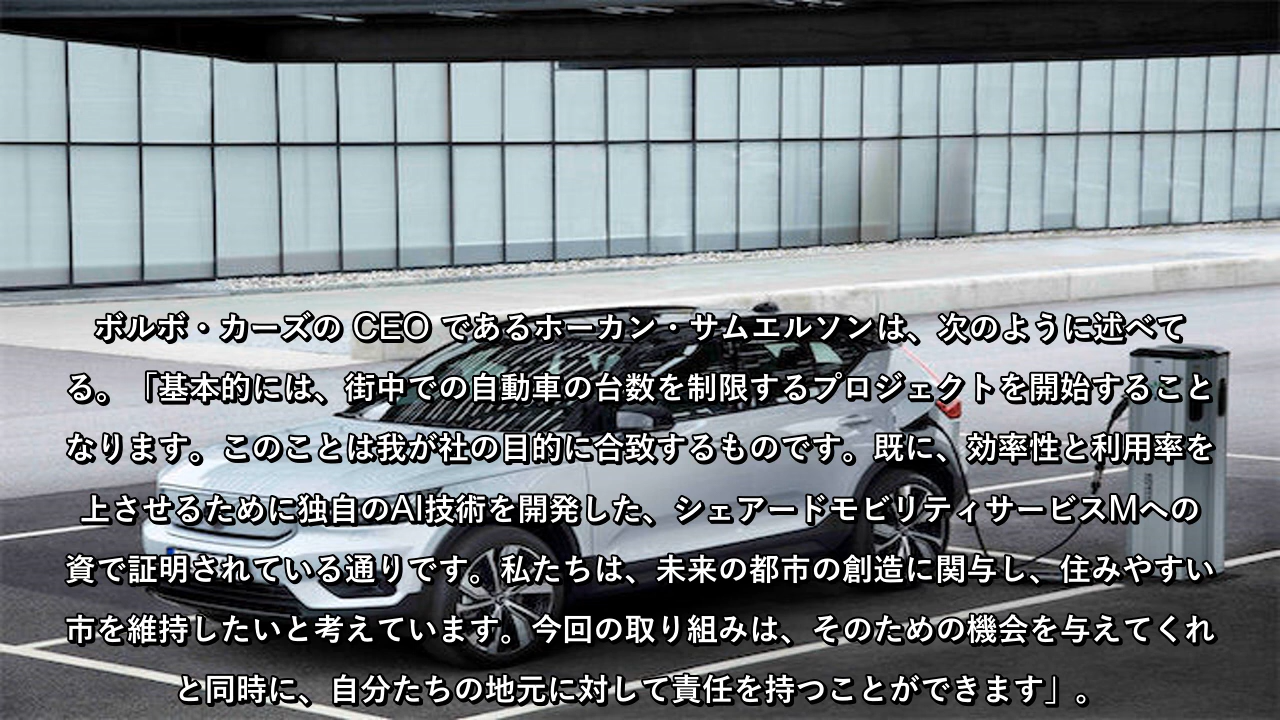 ボルボ・カーズの CEO であるホーカン・サムエルソンは、次のように述べて
る。「基本的には、街中での自動車の台数を制限するプロジェクトを開始すること
なります。このことは我が社の目的に合致するものです。既に、効率性と利用率を
上させるために独自のAI技術を開発した、シェアードモビリティサービスMへの
資で証明されている通りです。私たちは、未来の都市の創造に関与し、住みやすい
市を維持したいと考えています。今回の取り組みは、そのための機会を与えてくれ
と同時に、自分たちの地元に対して責任を持つことができます」。